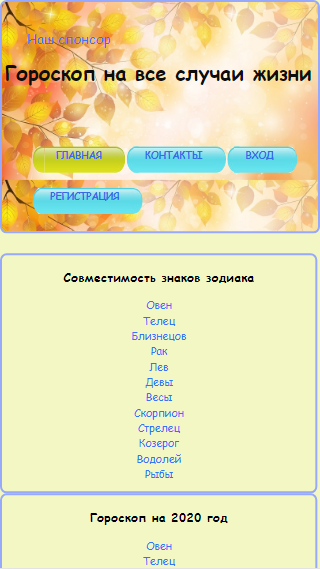 Наш спонсор
Гороскоп на все случаи жизни
ГЛАВНАЯ КОНТАКТЫ ВХОД
РЕГИСТРАЦИЯ
Совместимость знаков зодиака
Овен
Телец
Близнецов
Рак
Лев
Девы
Весы
Скорпион
Стрелец
Козерог
Водолей
Рыбы
Гороскоп на 2020 год
Овен
Телец